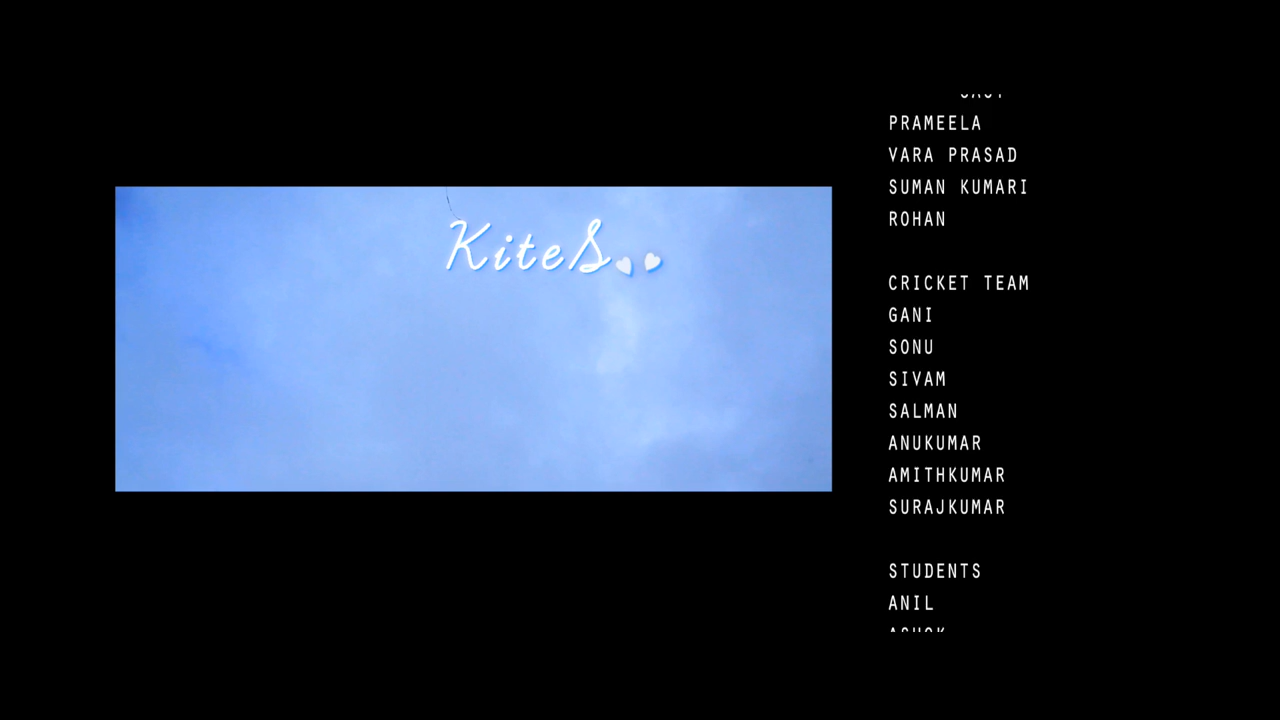 KiteS
PRAMEELA
VARA PRASAD
SUMAN KUMARI
ROHAN
CRICKET TEAM
GANI
SONU
SIVAM
SALMAN
ANUKUMAR
AMITHKUMAR
SURAJKUMAR
STUDENTS
ANIL